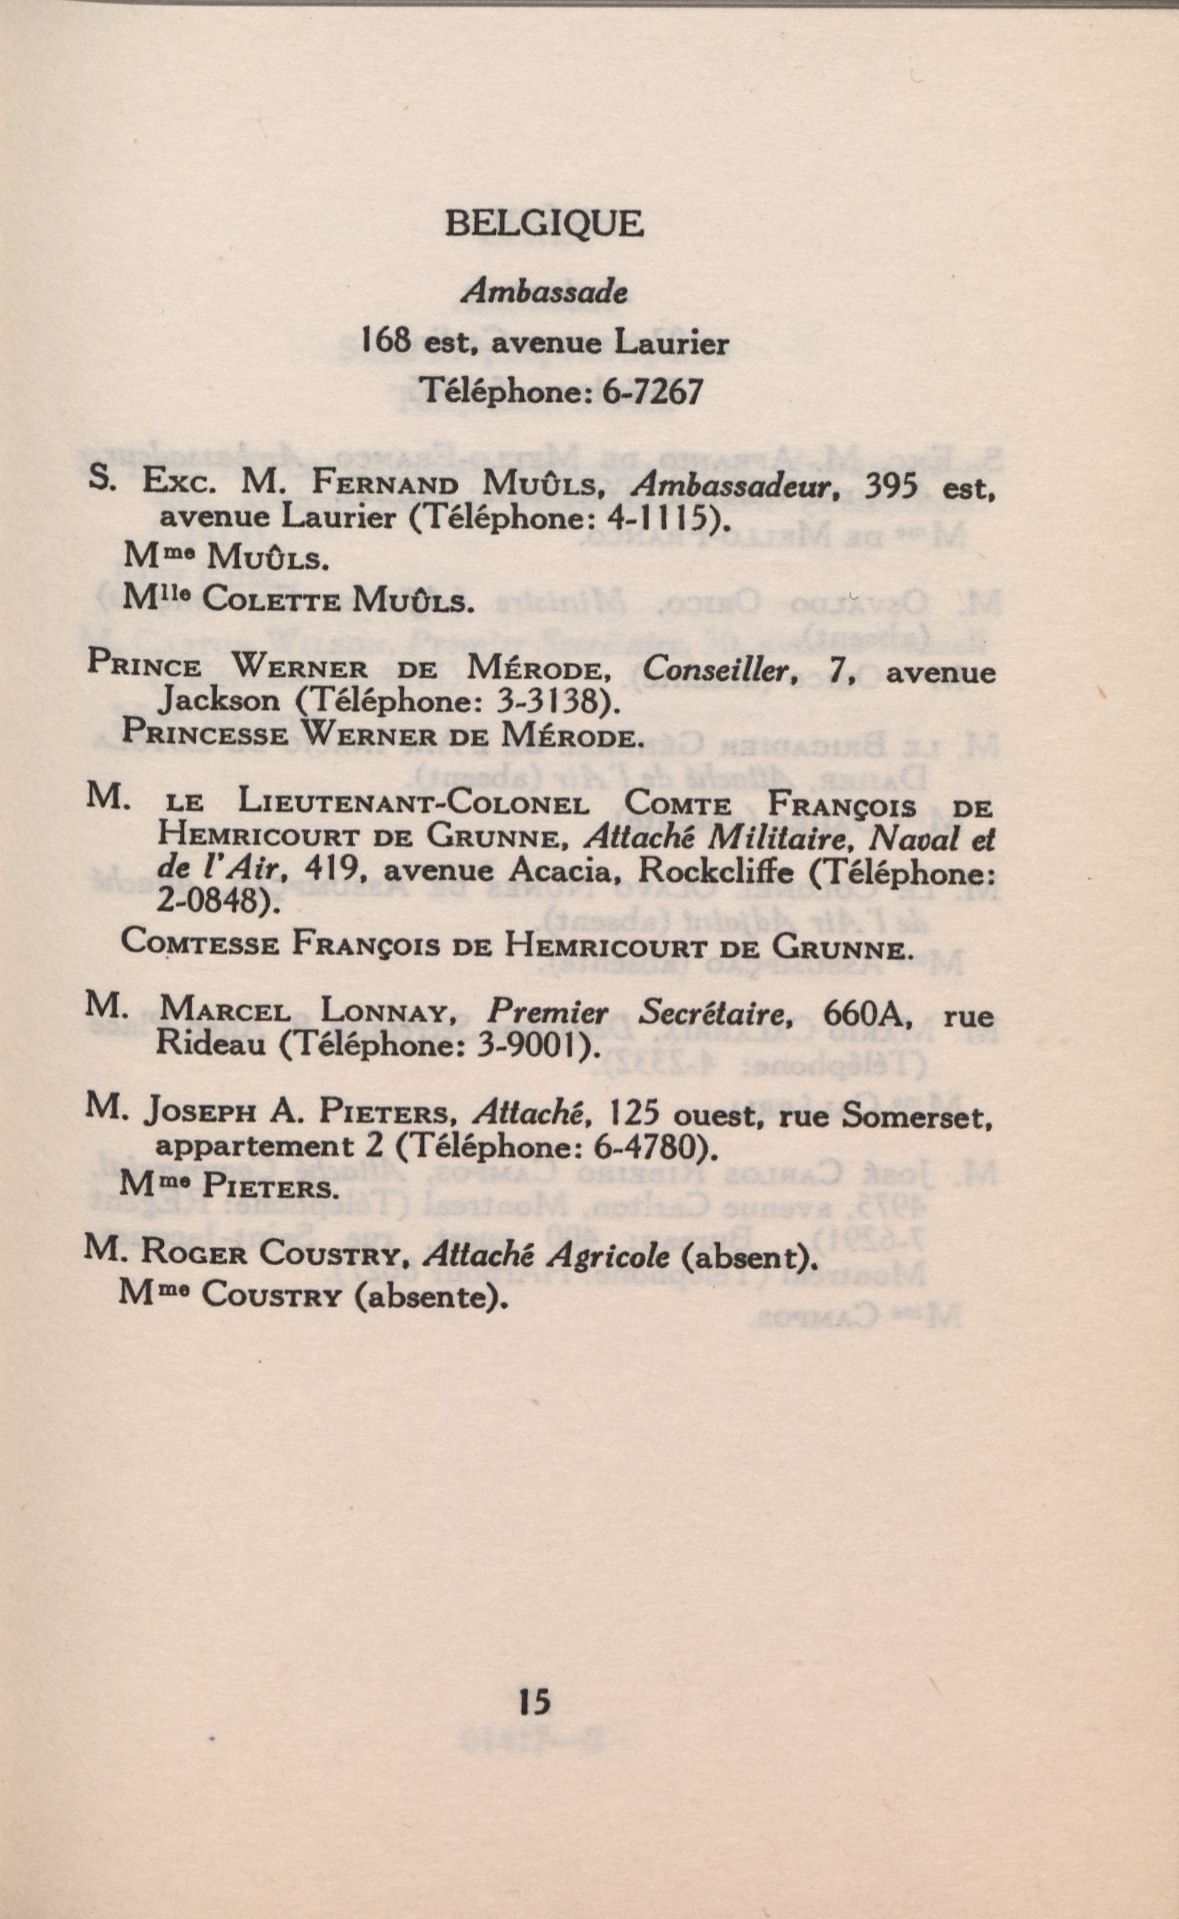 BELGIQUE
Ambassade
168 est, avenue Laurier
Téléphone: 6-7267
S. Exc. M. Fernand Muûls, Ambassadeur, 395 est,
avenue Laurier (Téléphone: 4-1115).
Mme Muûls.
Mlle Colette Muûls.
Prince Werner de Mérode, Conseiller, 7, avenue
Jackson (Téléphone: 3-3138).
Princesse Werner de Mérode.
M. le Lieutenant-Colonel Comte François de
Hemricourt de Grunne, Attaché Militaire, Naval et
de l'Air, 419, avenue Acacia, Rockcliffe (Téléphone:
2-0848).
Comtesse François de Hemricourt de Grunne.
M. Marcel Lonnay, Premier Secrétaire, 660A, rue
Rideau (Téléphone: 3-9001).
M. Joseph A. Pieters, Attaché, 125 ouest, rue Somerset,
appartement 2 (Téléphone: 6-4780).
Mme Pieters.
M. Roger Coustry, Attaché Agricole (absent).
Mme Coustry (absente).
15